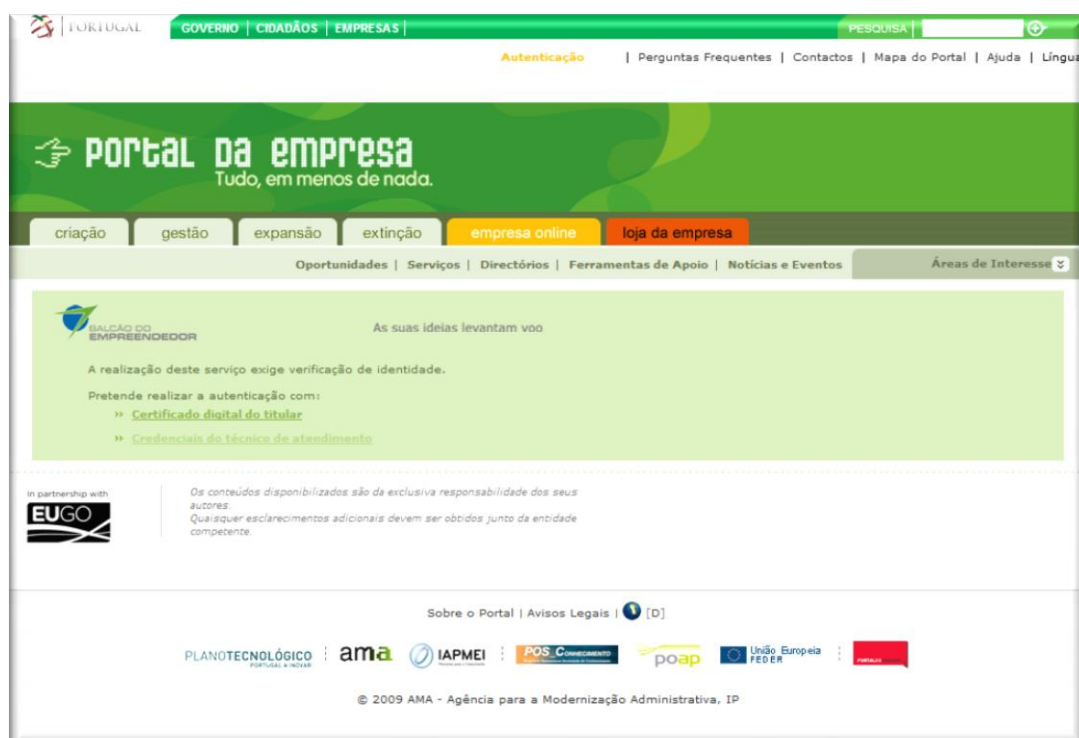 PORTUGAL GOVERNO | CIDADÃOS | EMPRESAS | PESQUISA |
Autenticação | Perguntas Frequentes | Contactos | Mapa do Portal | Ajuda | Língua
Portal da empresa
Tudo, em menos de nada.
criação gestão expansão extinção empresa online loja da empresa
Oportunidades | Serviços | Directórios | Ferramentas de Apoio | Notícias e Eventos Áreas de Interesse
BALCÃO DO
EMPREENDEDOR
As suas ideias levantam voo
A realização deste serviço exige verificação de identidade.
Pretende realizar a autenticação com:
» Certificado digital do titular
» Credenciais do técnico de atendimento
In partnership with
EUGO
Os conteúdos disponibilizados são da exclusiva responsabilidade dos seus
autores.
Quaisquer esclarecimentos adicionais devem ser obtidos junto da entidade
competente.
Sobre o Portal | Avisos Legais | [D]
PLANOTECNOLÓGICO
PORTUGAL A INOVAR
ama
IAPMEI
POS_Conhecimento
poap
União Europeia
FEDER
© 2009 AMA - Agência para a Modernização Administrativa, IP